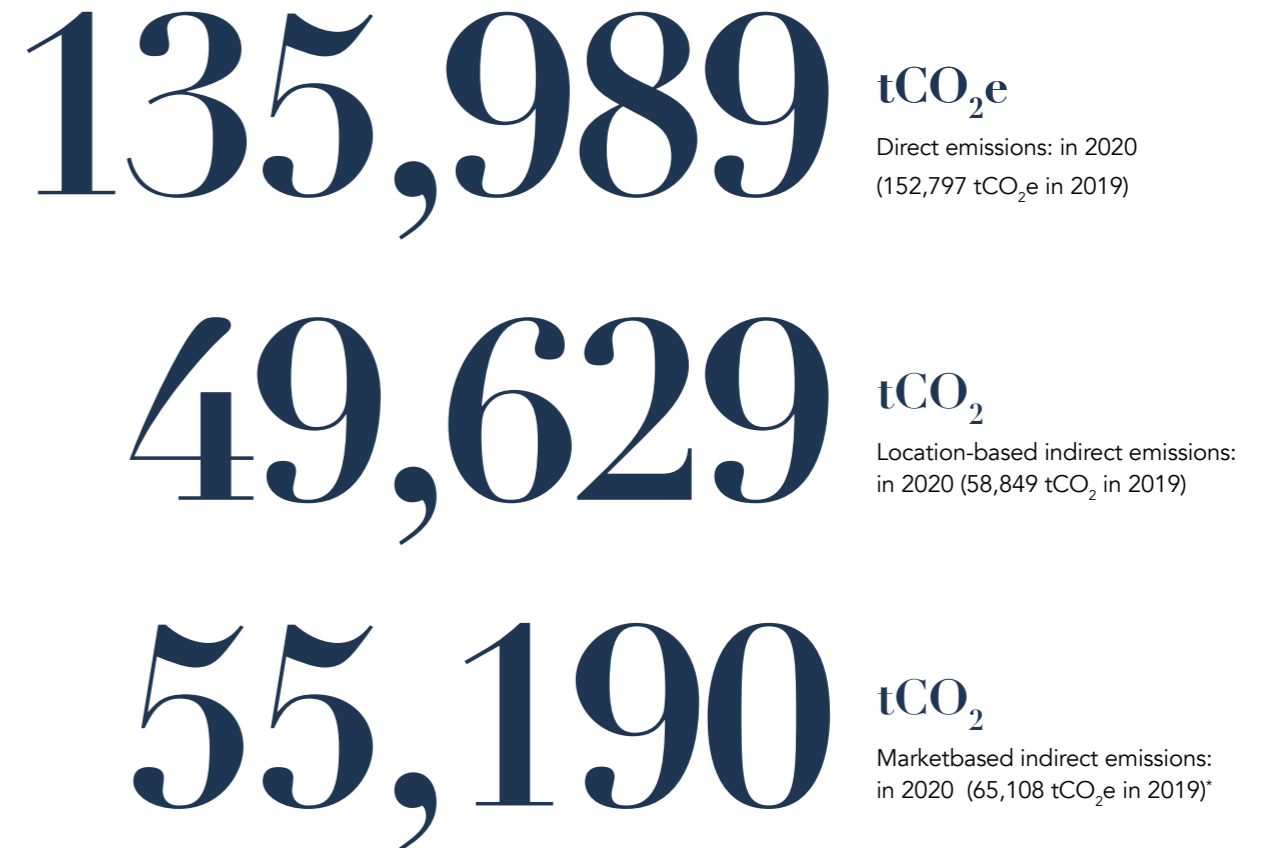 135,989
tCO₂e
Direct emissions: in 2020
(152,797 tCO₂e in 2019)
49,629
tCO₂
Location-based indirect emissions:
in 2020 (58,849 tCO₂ in 2019)
55,190
tCO₂
Marketbased indirect emissions:
in 2020  (65,108 tCO₂e in 2019)*